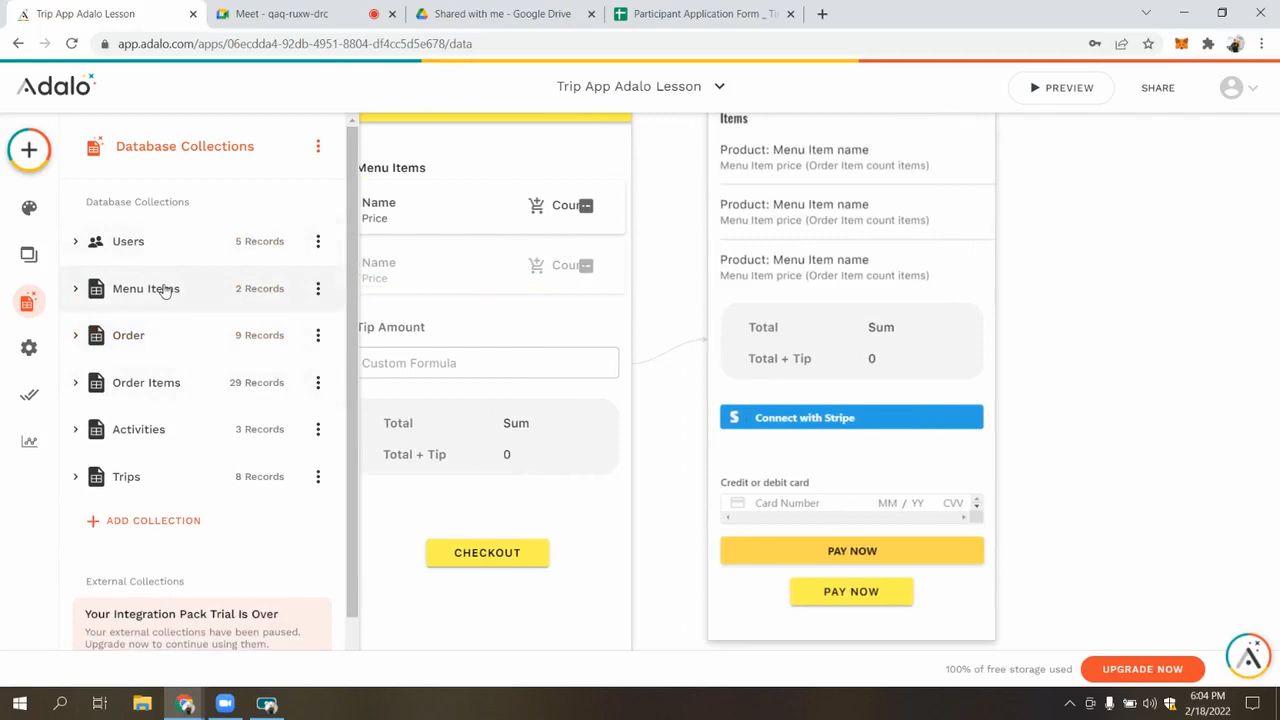 Trip App Adalo Lesson
Meet - qaq-ruxw-drc
Shared with me - Google Drive
Participant Application Form _ Ti
app.adalo.com/apps/06ecdda4-92db-4951-8804-df4cc5d5e678/data
Adalo
Trip App Adalo Lesson
PREVIEW
SHARE
Database Collections
Database Collections
Users 5 Records
Menu Items 2 Records
Order 9 Records
Order Items 29 Records
Activities 3 Records
Trips 8 Records
ADD COLLECTION
External Collections
Your Integration Pack Trial Is Over
Your external collections have been paused.
Upgrade now to continue using them.
Menu Items
Name
Price
Coun
Name
Price
Coun
Tip Amount
Custom Formula
Total Sum
Total + Tip 0
CHECKOUT
Items
Product: Menu Item name
Menu Item price (Order Item count items)
Product: Menu Item name
Menu Item price (Order Item count items)
Product: Menu Item name
Menu Item price (Order Item count items)
Total Sum
Total + Tip 0
S Connect with Stripe
Credit or debit card
Card Number MM / YY CVV
PAY NOW
PAY NOW
100% of free storage used
UPGRADE NOW
6:04 PM
2/18/2022